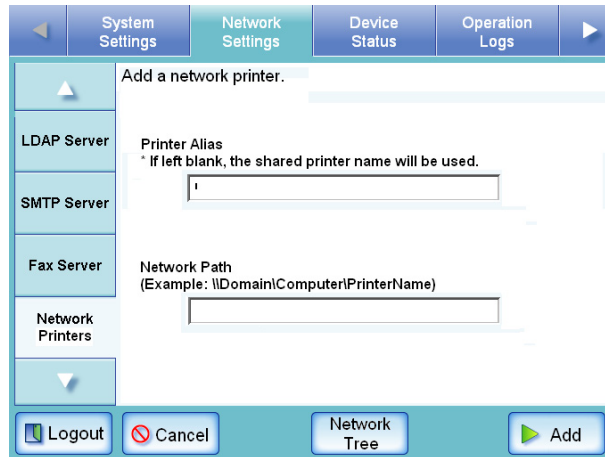 System
Settings
Network
Settings
Device
Status
Operation
Logs
Add a network printer.
LDAP Server
SMTP Server
Fax Server
Network
Printers
Printer Alias
* If left blank, the shared printer name will be used.
Network Path
(Example: \\Domain\Computer\PrinterName)
Logout
Cancel
Network
Tree
Add